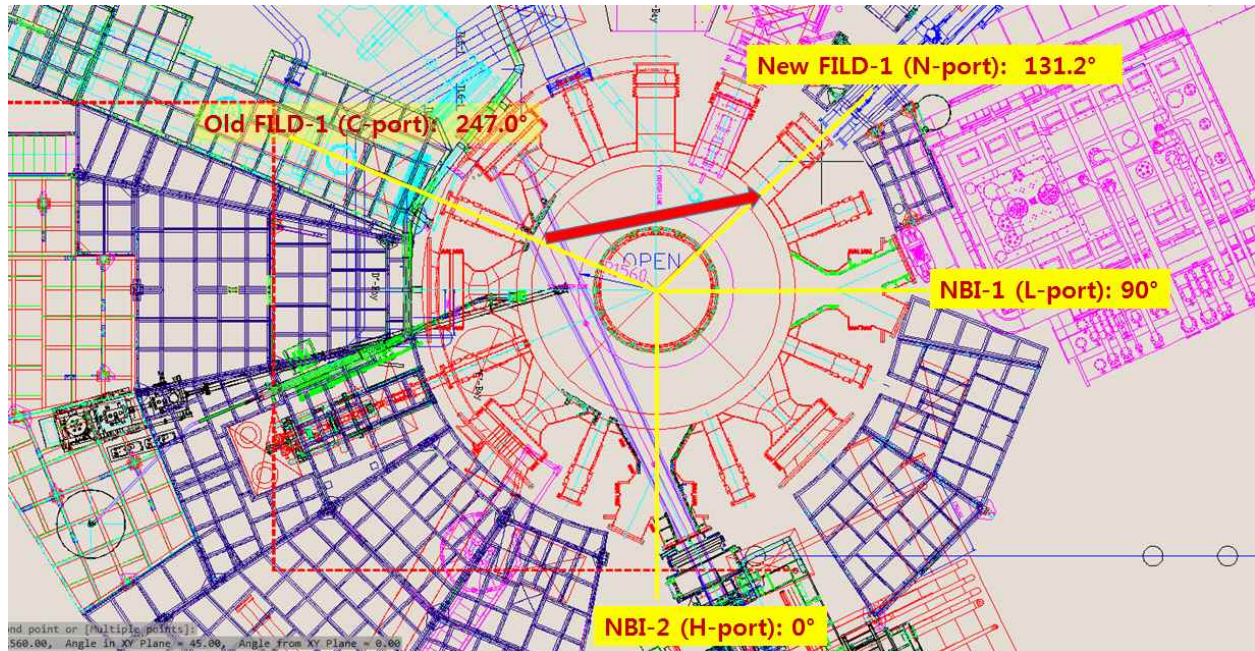 New FILD-1 (N-port): 131.2°
Old FILD-1 (C-port): 247.0°
OPEN
R1560
NBI-1 (L-port): 90°
NBI-2 (H-port): 0°
ond point or [Multiple points]:
.560.00, Angle in XY Plane = 45.00, Angle from XY Plane = 0.00